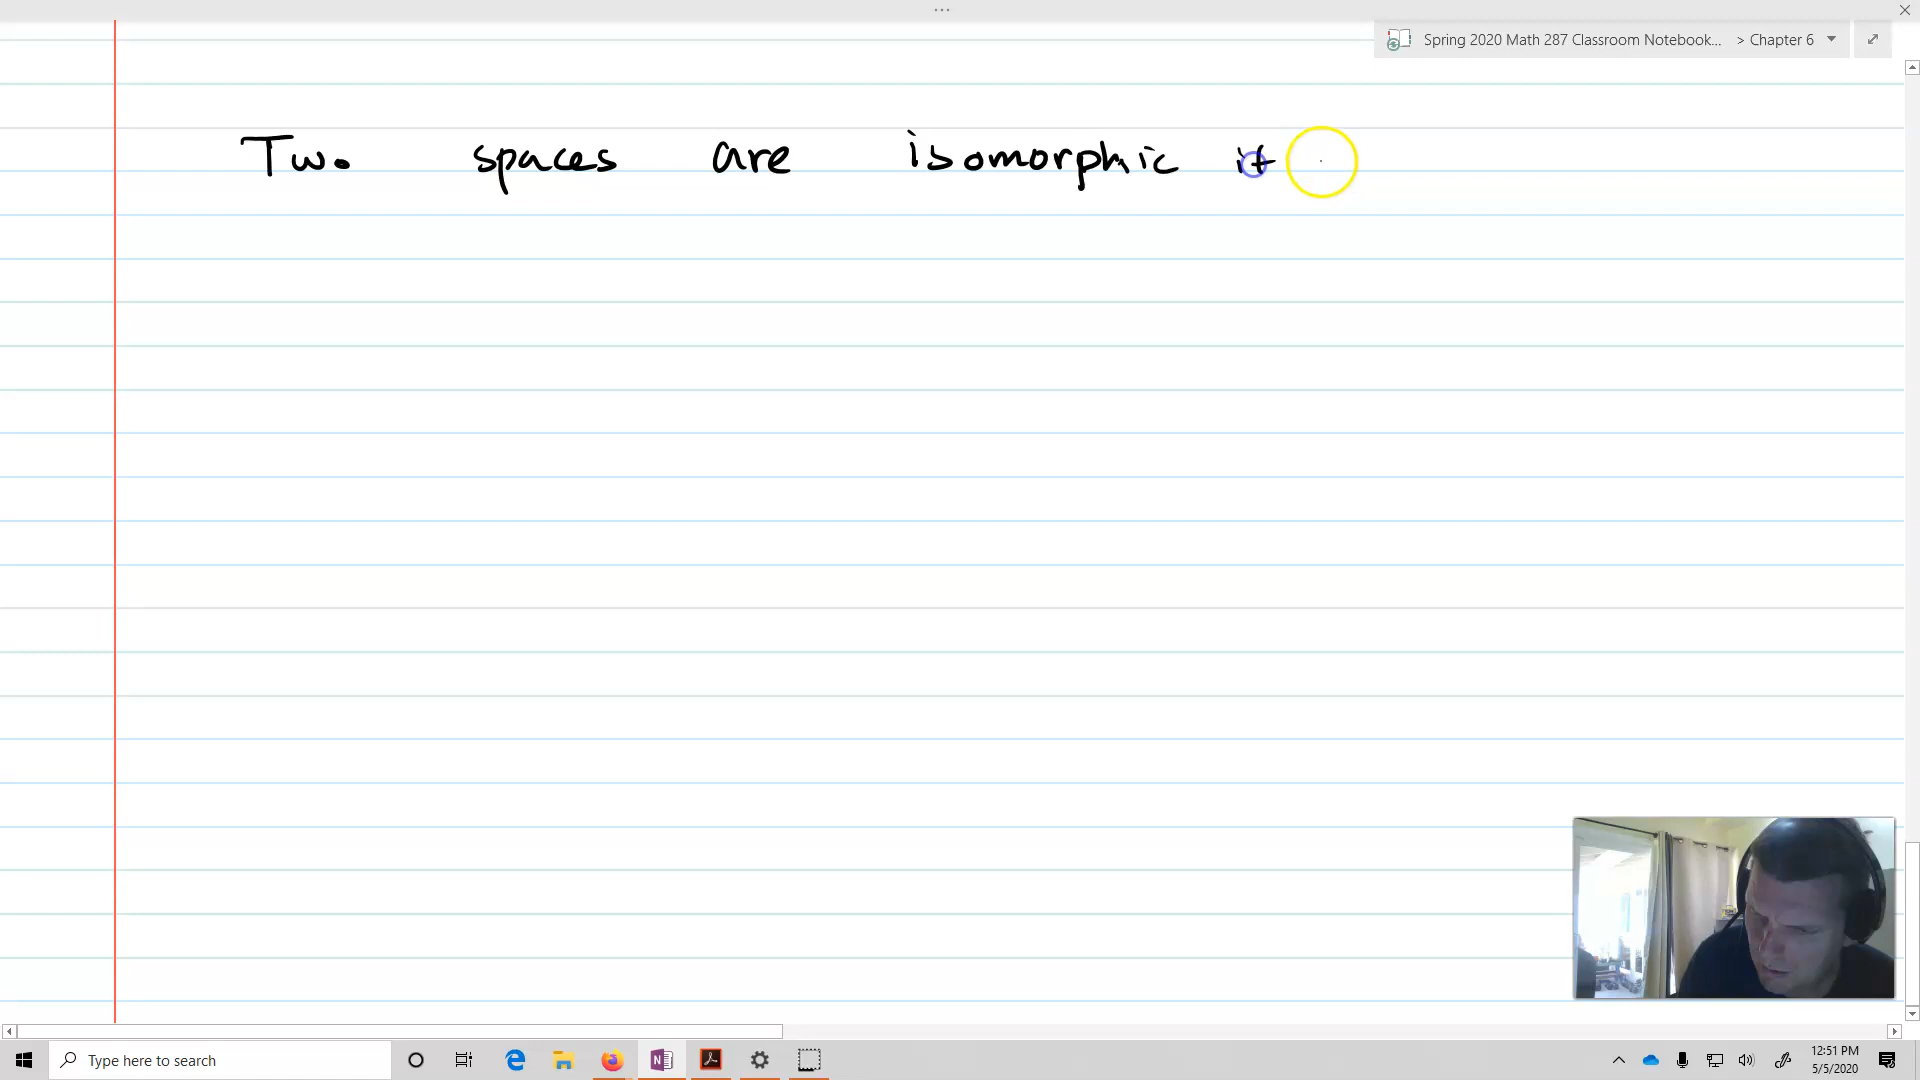 Spring 2020 Math 287 Classroom Notebook... > Chapter 6
Two spaces are isomorphic if
Type here to search
12:51 PM
5/5/2020